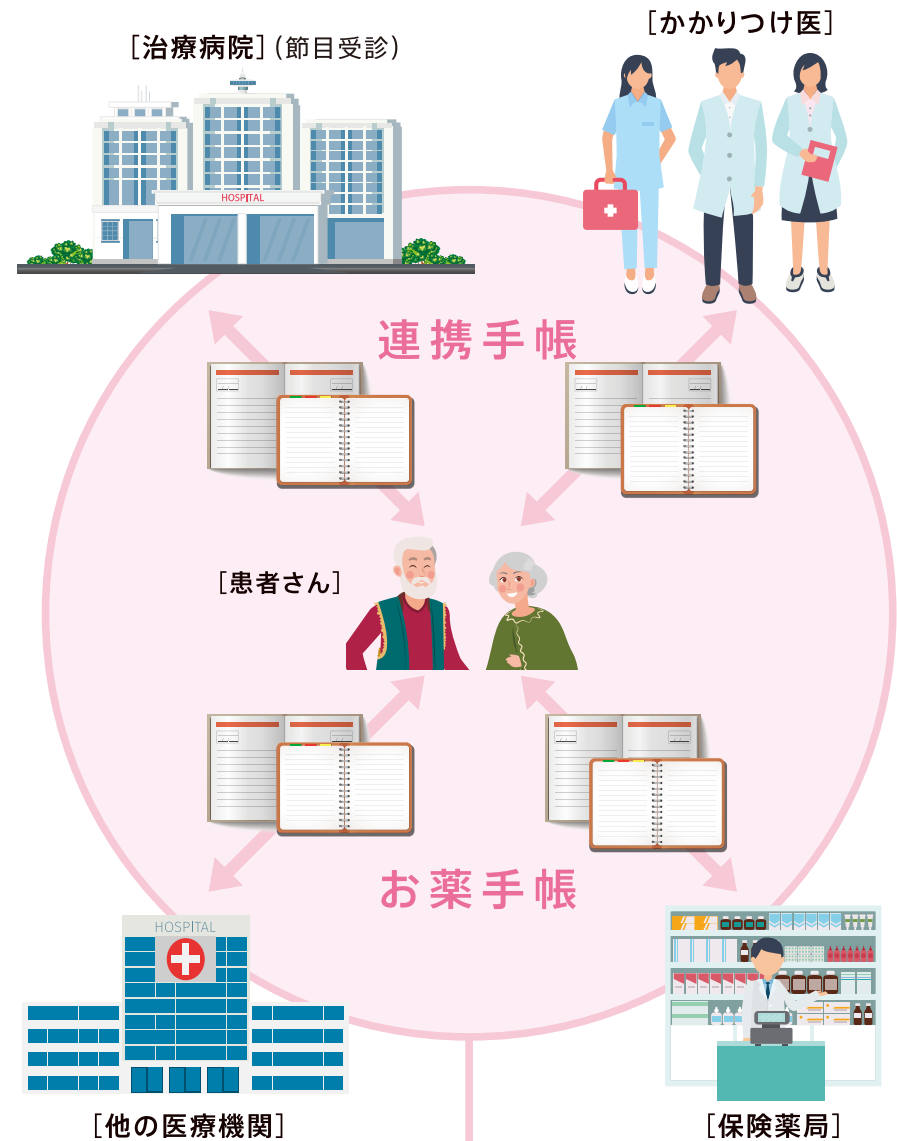 ［かかりつけ医］
［治療病院］(節目受診)
HOSPITAL
連携手帳
［患者さん］
お薬手帳
HOSPITAL
［他の医療機関］
［保険薬局］